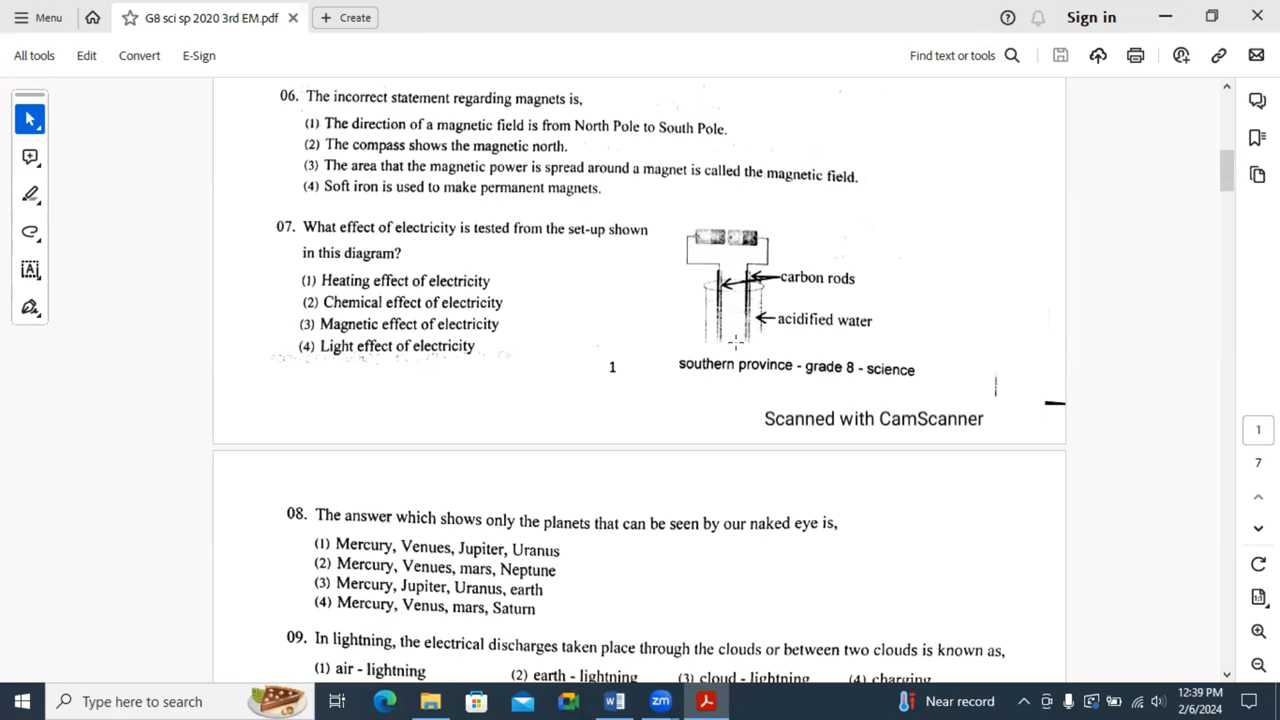 Menu
G8 sci sp 2020 3rd EM.pdf
Create
Sign in
All tools
Edit
Convert
E-Sign
Find text or tools
06. The incorrect statement regarding magnets is,
(1) The direction of a magnetic field is from North Pole to South Pole.
(2) The compass shows the magnetic north.
(3) The area that the magnetic power is spread around a magnet is called the magnetic field.
(4) Soft iron is used to make permanent magnets.
07. What effect of electricity is tested from the set-up shown
in this diagram?
(1) Heating effect of electricity
(2) Chemical effect of electricity
(3) Magnetic effect of electricity
(4) Light effect of electricity
carbon rods
acidified water
1
southern province - grade 8 - science
Scanned with CamScanner
1
7
08. The answer which shows only the planets that can be seen by our naked eye is,
(1) Mercury, Venues, Jupiter, Uranus
(2) Mercury, Venues, mars, Neptune
(3) Mercury, Jupiter, Uranus, earth
(4) Mercury, Venus, mars, Saturn
09. In lightning, the electrical discharges taken place through the clouds or between two clouds is known as,
(1) air - lightning
(2) earth - lightning
(3) cloud - lightning
(4) charging
Type here to search
Near record
12:39 PM
2/6/2024